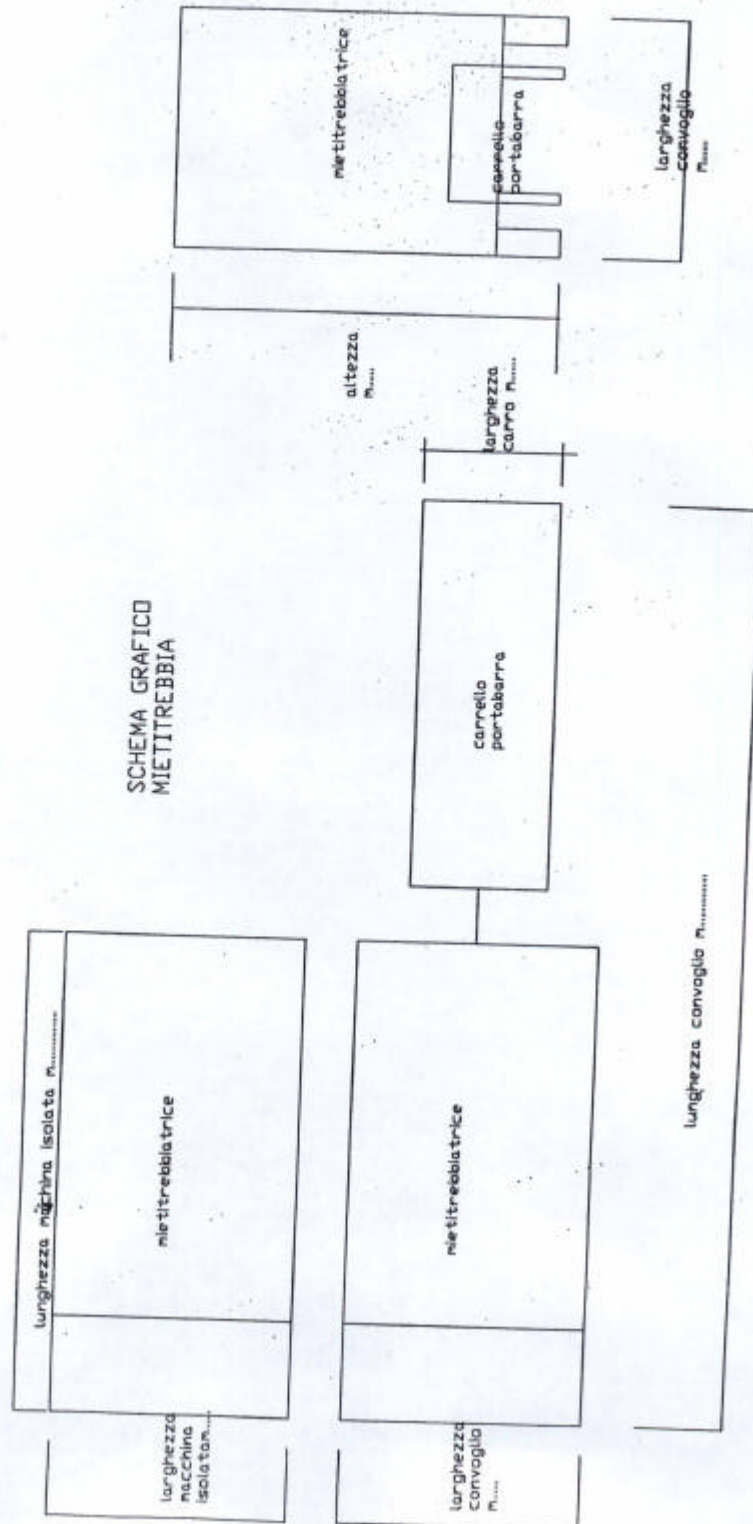 SCHEMA GRAFICO
MIETITREBBIA
lunghezza macchina isolata m............
mietitrebbiatrice
larghezza
macchina
isolata m.....
mietitrebbiatrice
carrello
portabarra
larghezza
carro m.....
larghezza
convoglio
m.....
lunghezza convoglio m............
mietitrebbiatrice
carrello
portabarra
altezza
m.....
larghezza
convoglio
m.....